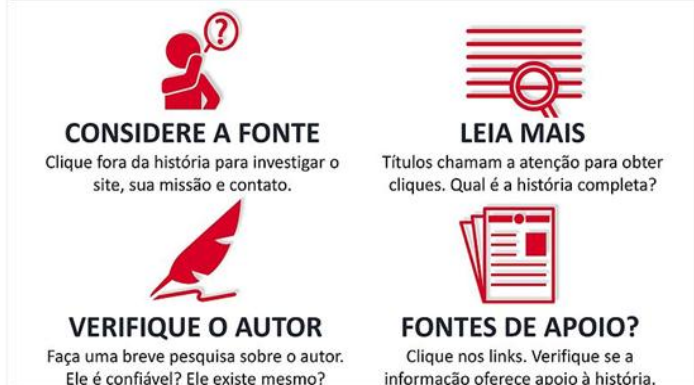 CONSIDERE A FONTE
Clique fora da história para investigar o
site, sua missão e contato.
LEIA MAIS
Títulos chamam a atenção para obter
cliques. Qual é a história completa?
VERIFIQUE O AUTOR
Faça uma breve pesquisa sobre o autor.
Ele é confiável? Ele existe mesmo?
FONTES DE APOIO?
Clique nos links. Verifique se a
informação oferece apoio à história.